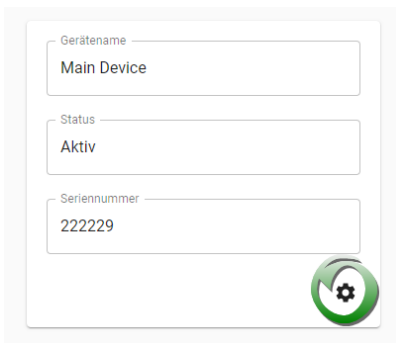 Gerätename
Main Device
Status
Aktiv
Seriennummer
222229